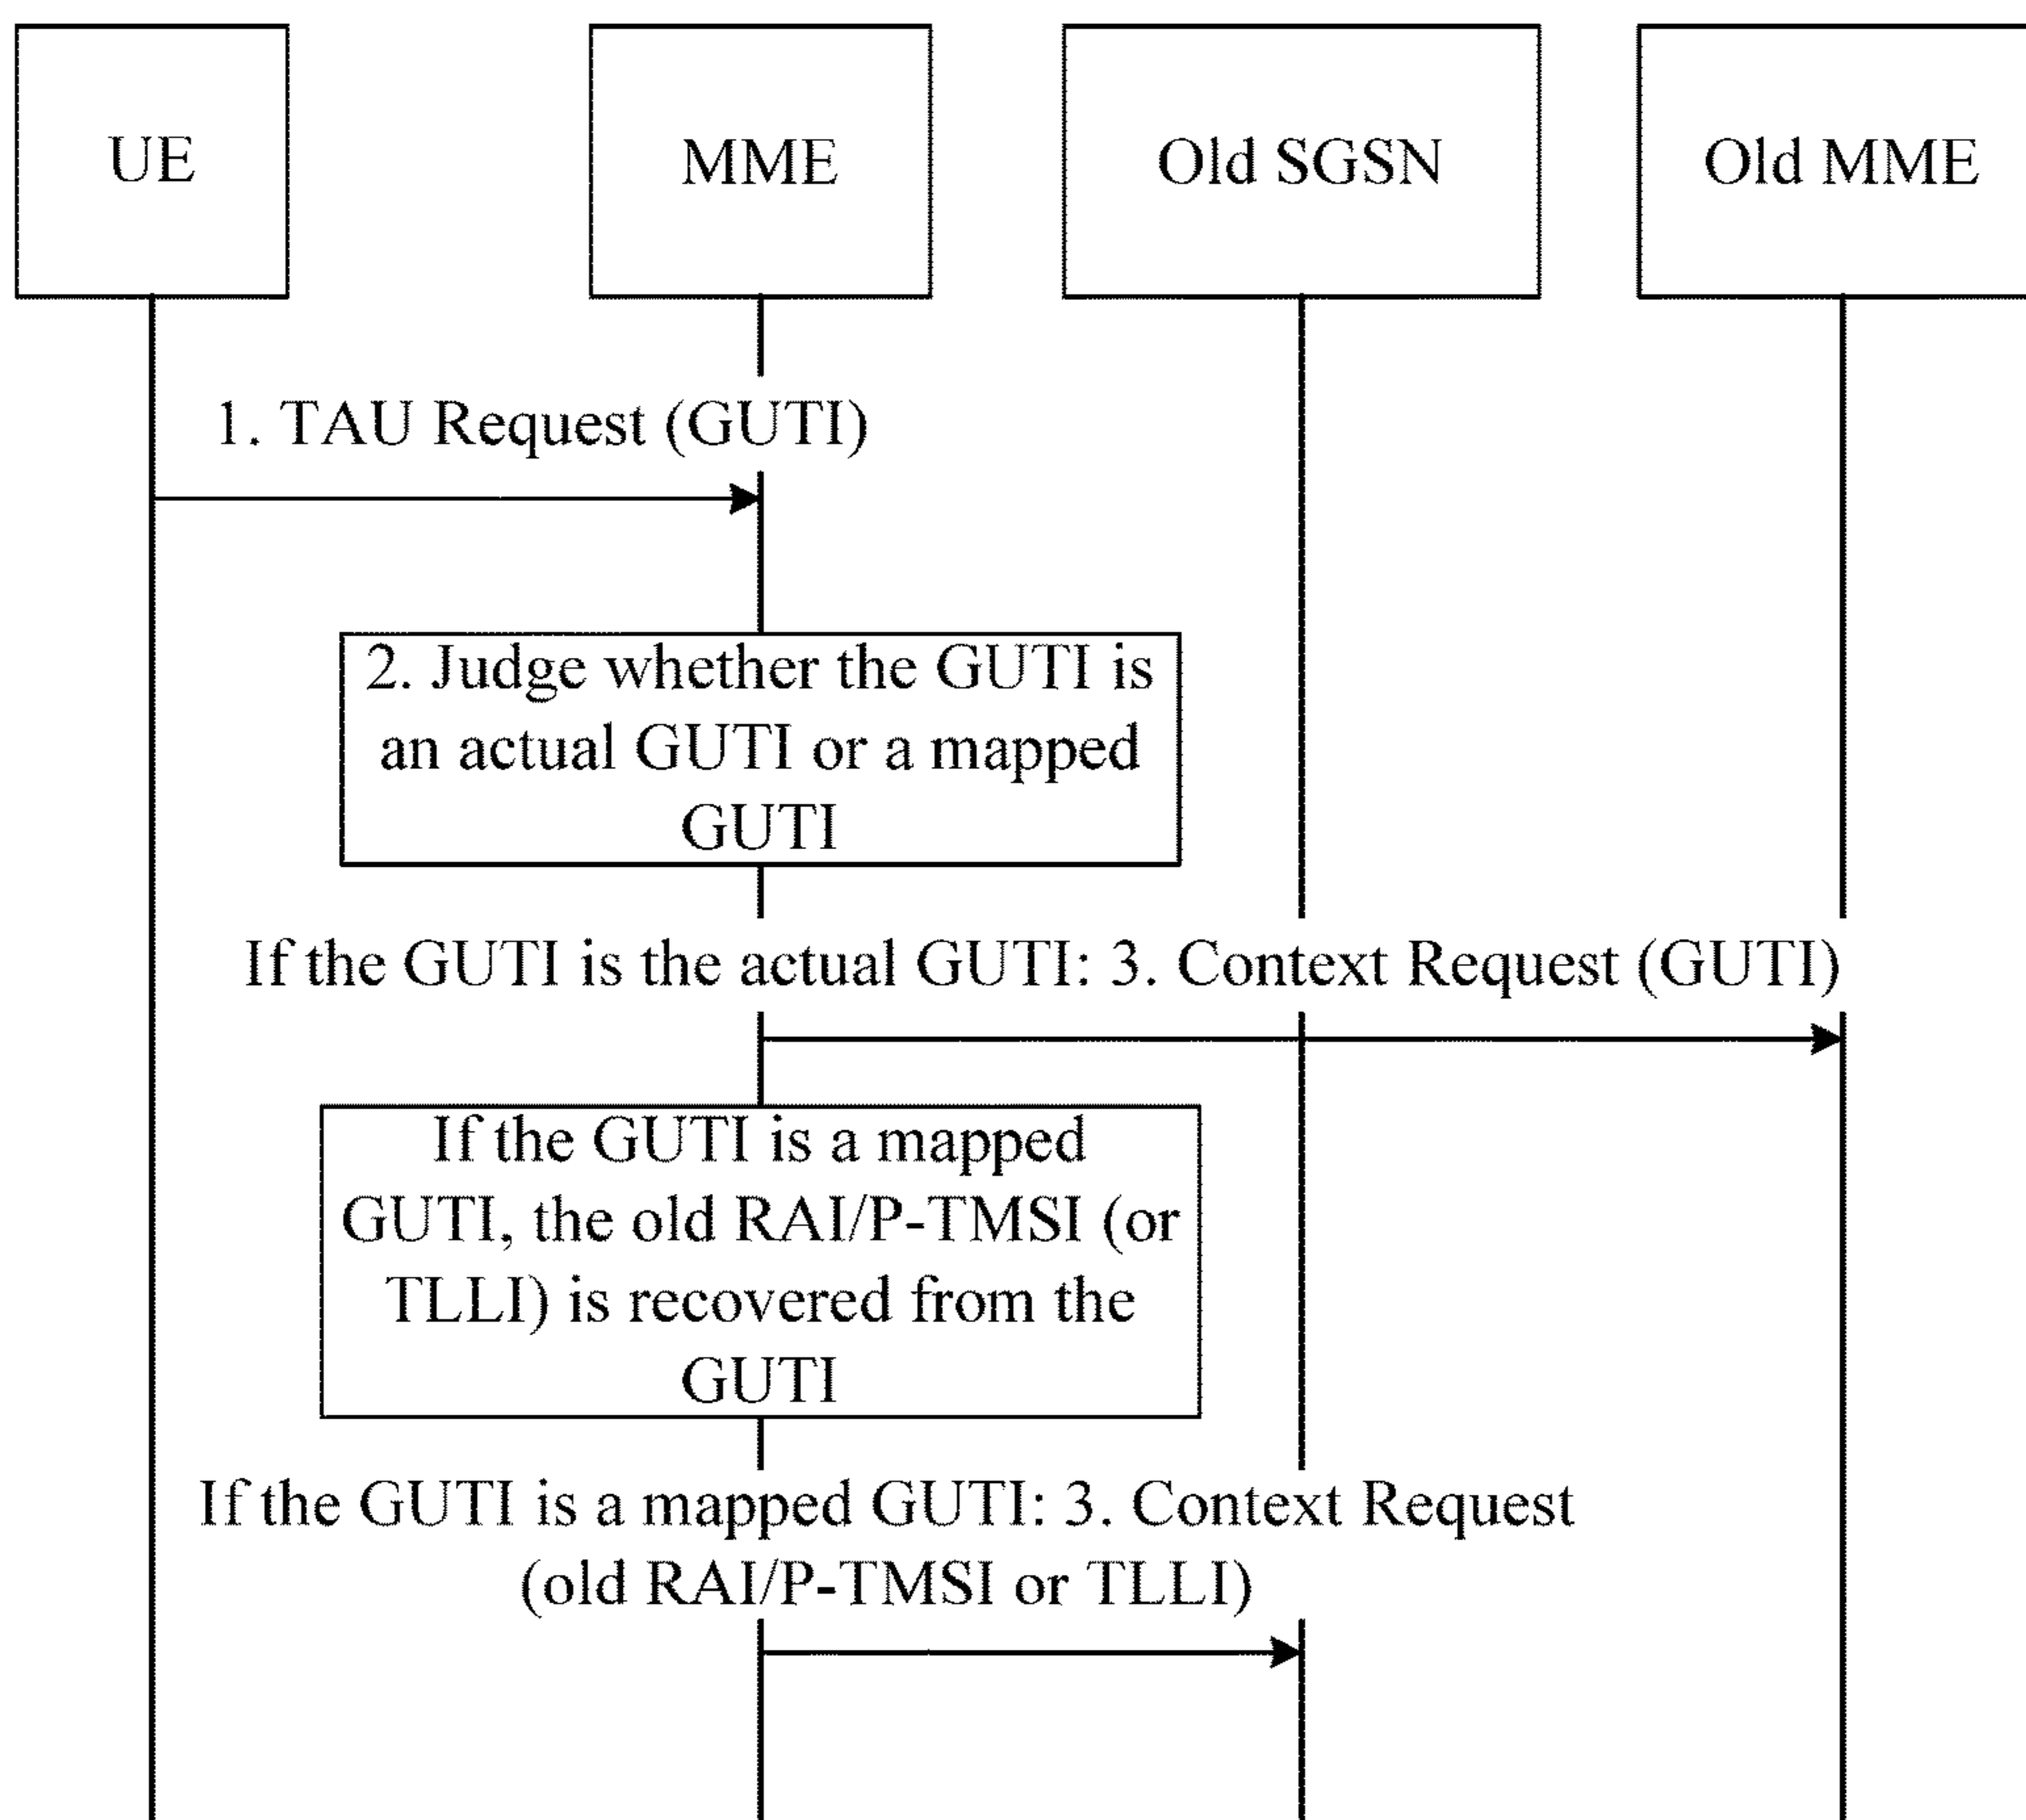 UE
MME
Old SGSN
Old MME
1. TAU Request (GUTI)
2. Judge whether the GUTI is
an actual GUTI or a mapped
GUTI
If the GUTI is the actual GUTI: 3. Context Request (GUTI)
If the GUTI is a mapped
GUTI, the old RAI/P-TMSI (or
TLLI) is recovered from the
GUTI
If the GUTI is a mapped GUTI: 3. Context Request
(old RAI/P-TMSI or TLLI)